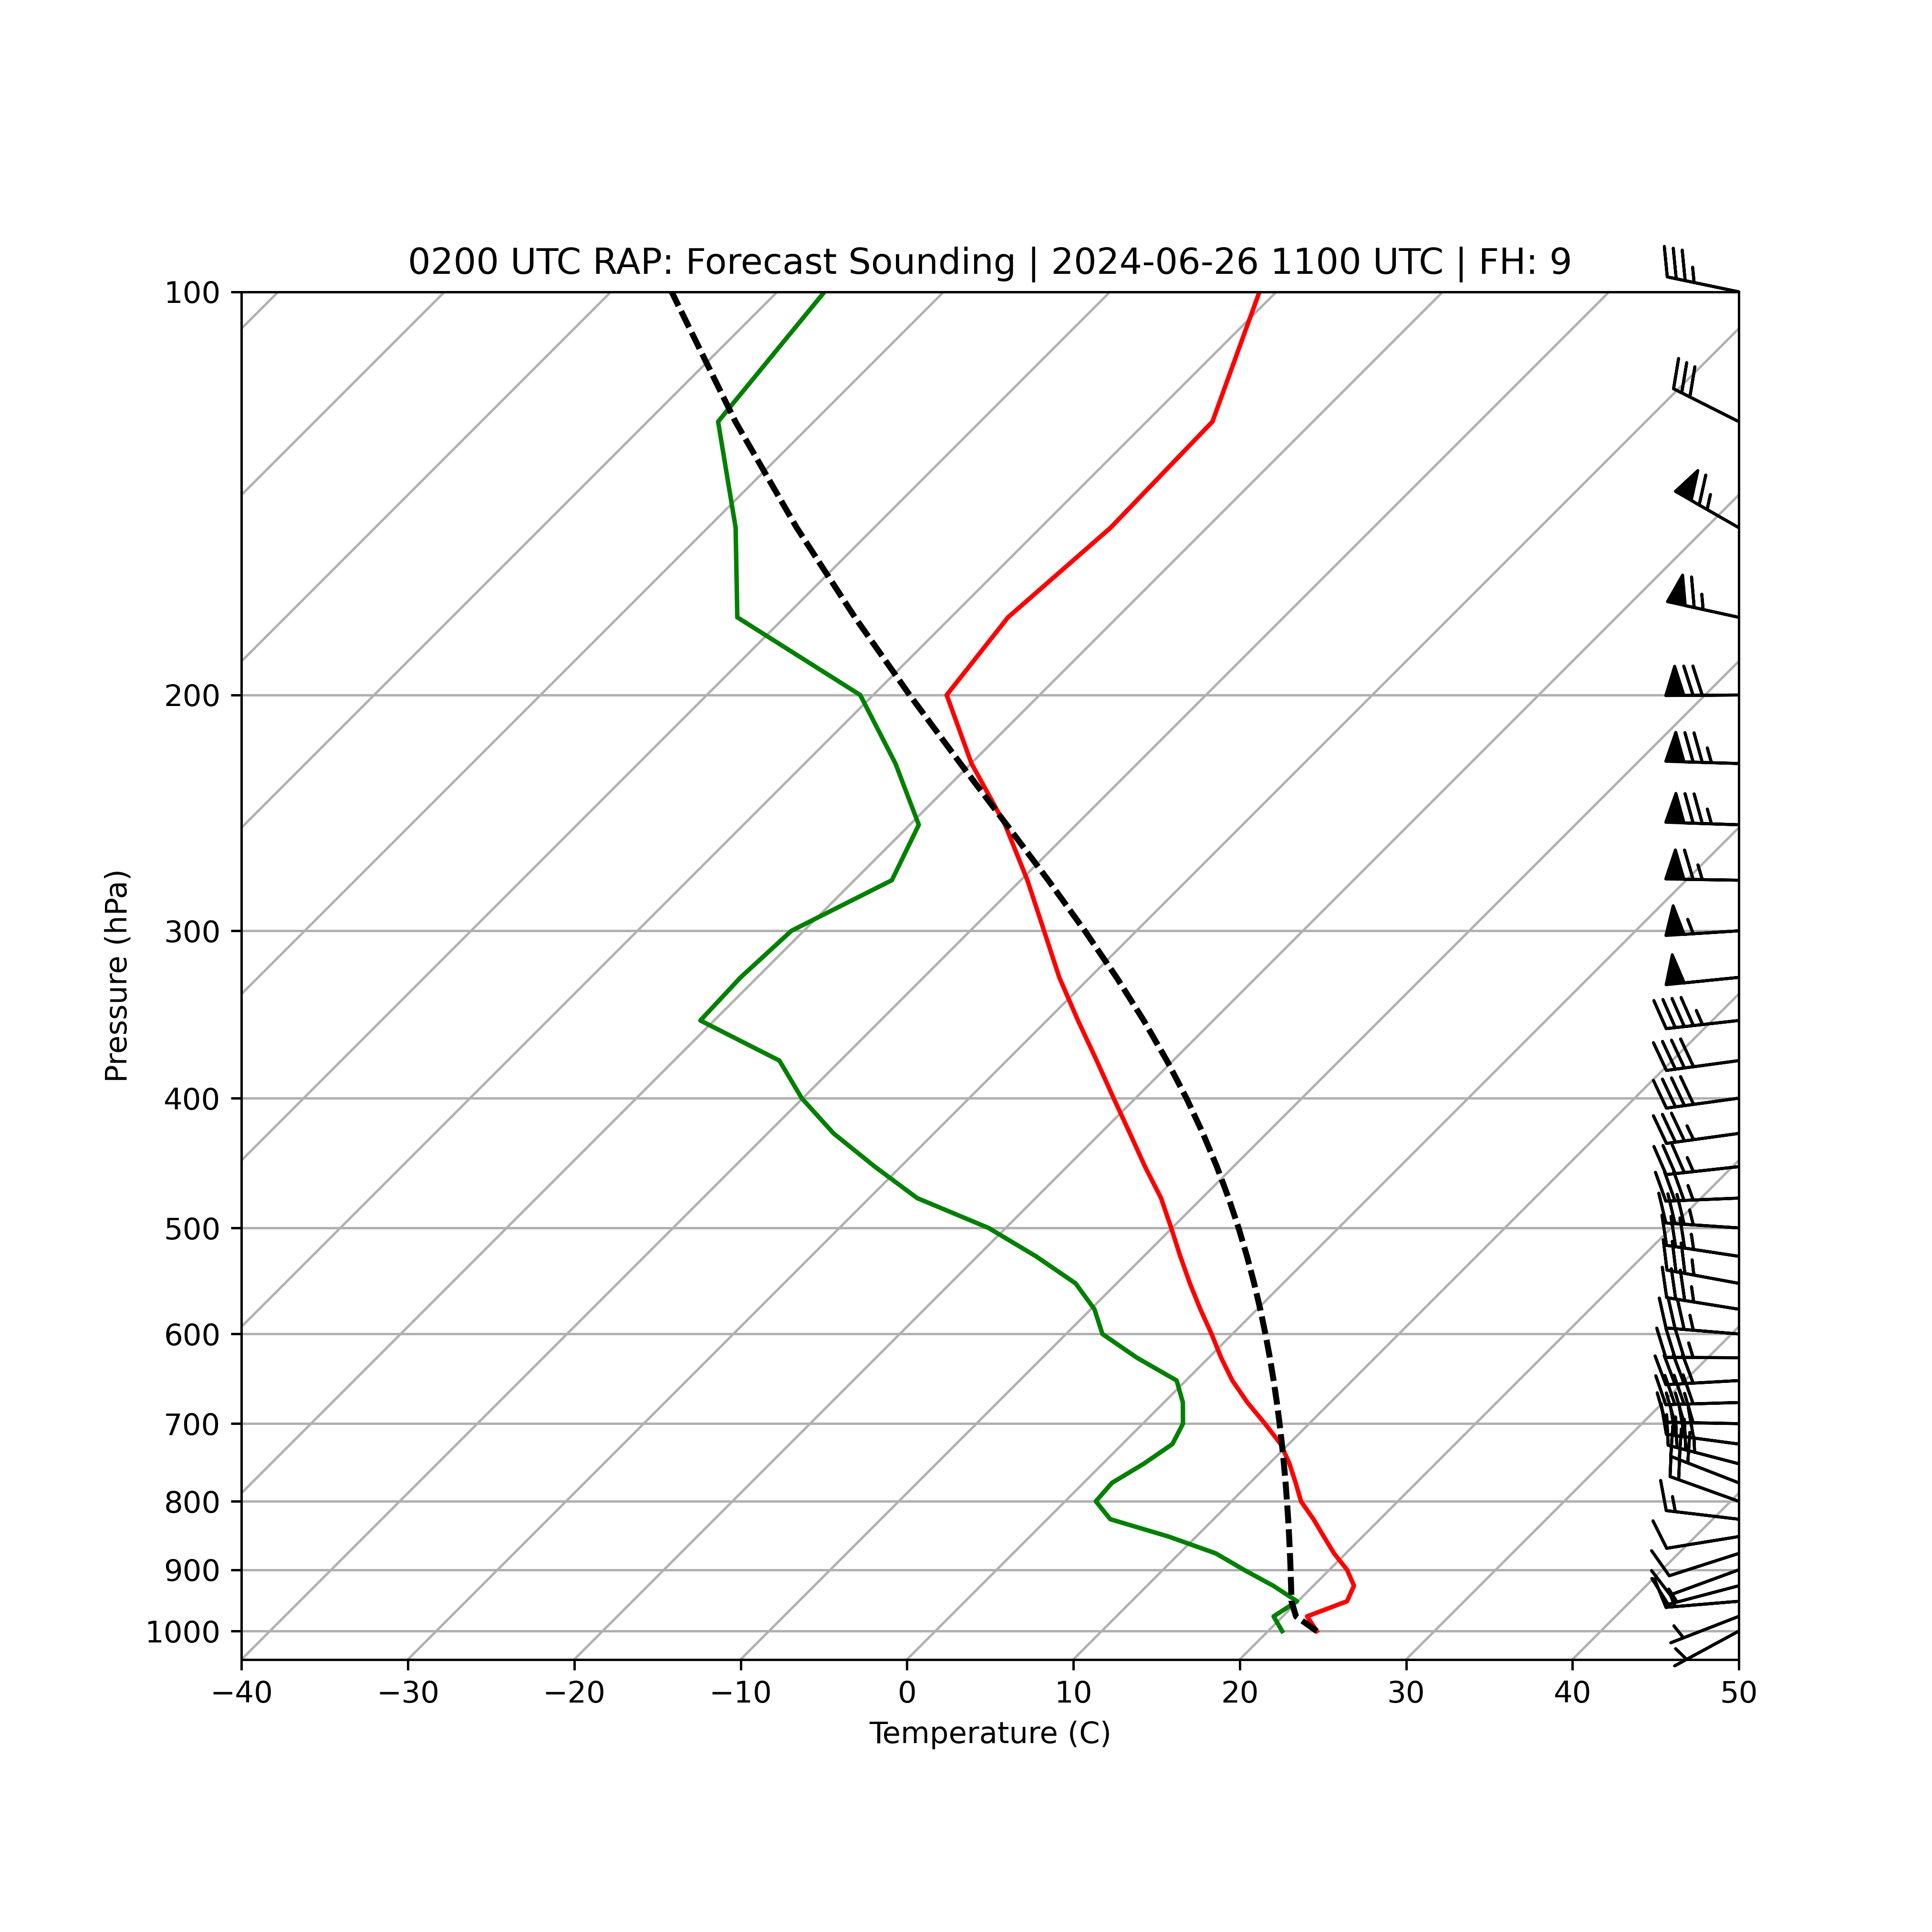 0200 UTC RAP: Forecast Sounding | 2024-06-26 1100 UTC | FH: 9
100
200
300
400
500
600
700
800
900
1000
Pressure (hPa)
−40 −30 −20 −10 0 10 20 30 40 50
Temperature (C)